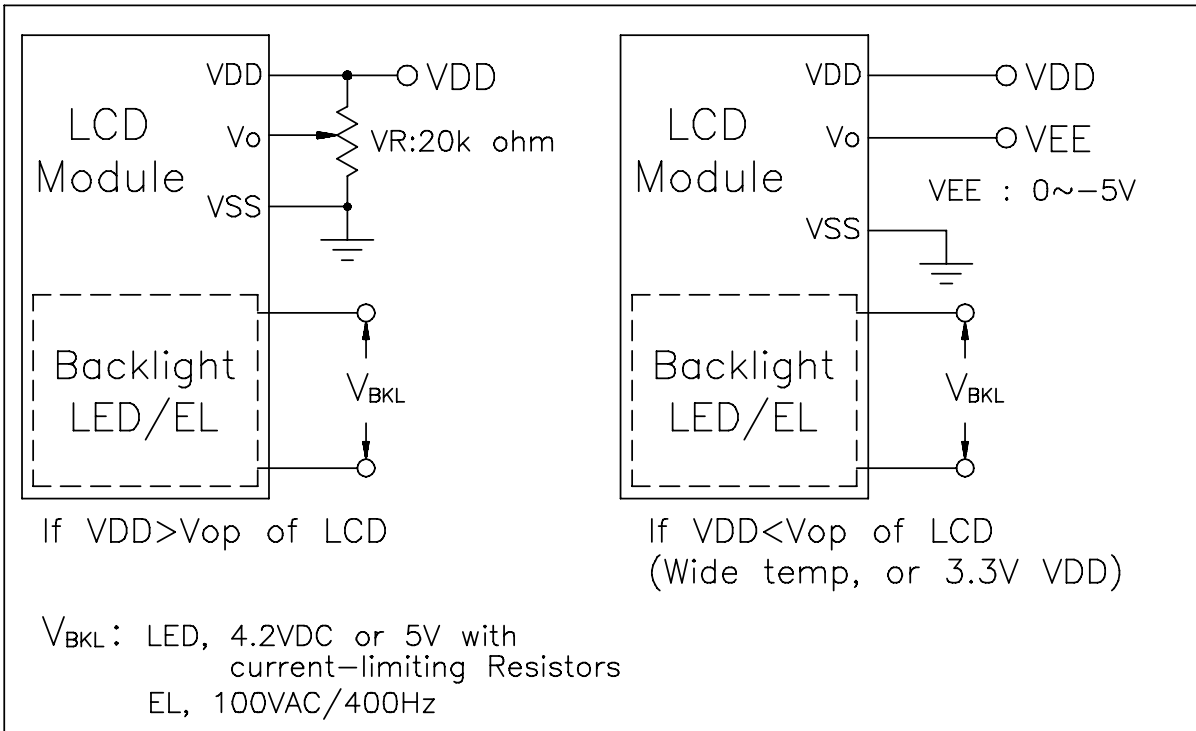 VDD
VDD
LCD
Module
Vo
VR:20k ohm
VSS
Backlight
LED/EL
VBKL
If VDD>Vop of LCD
VDD
VDD
LCD
Module
Vo
VEE
VEE : 0~-5V
VSS
Backlight
LED/EL
VBKL
If VDD<Vop of LCD
(Wide temp, or 3.3V VDD)
VBKL: LED, 4.2VDC or 5V with
current-limiting Resistors
EL, 100VAC/400Hz